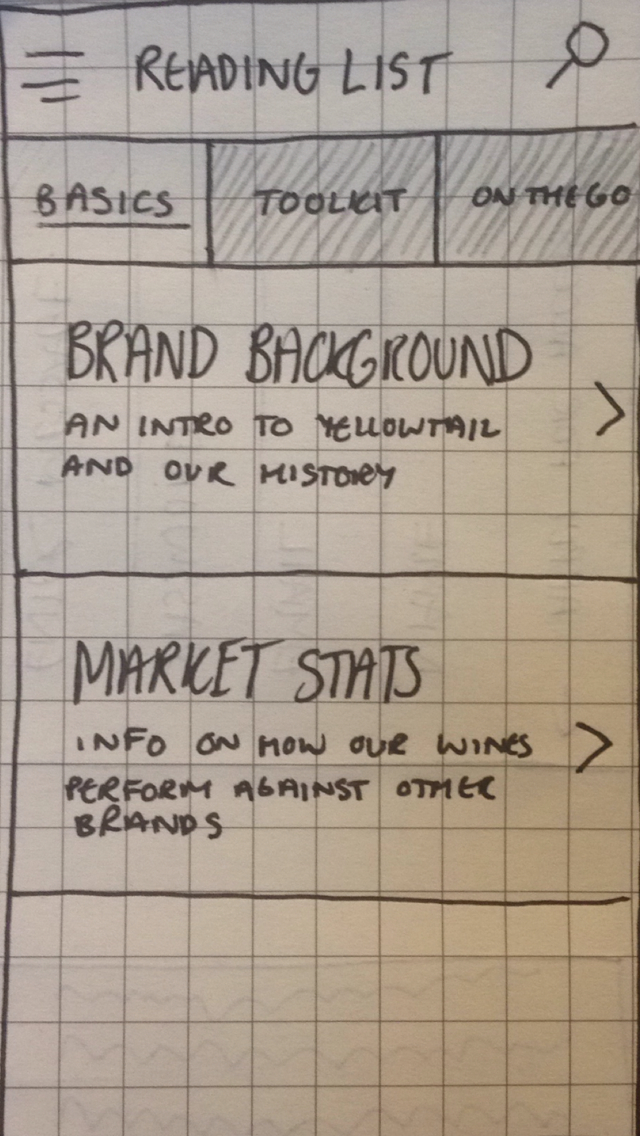 READING LIST
BASICS TOOLKIT ON THE GO
BRAND BACKGROUND
AN INTRO TO YELLOWTAIL
AND OUR HISTORY
MARKET STATS
INFO ON HOW OUR WINES
PERFORM AGAINST OTHER
BRANDS